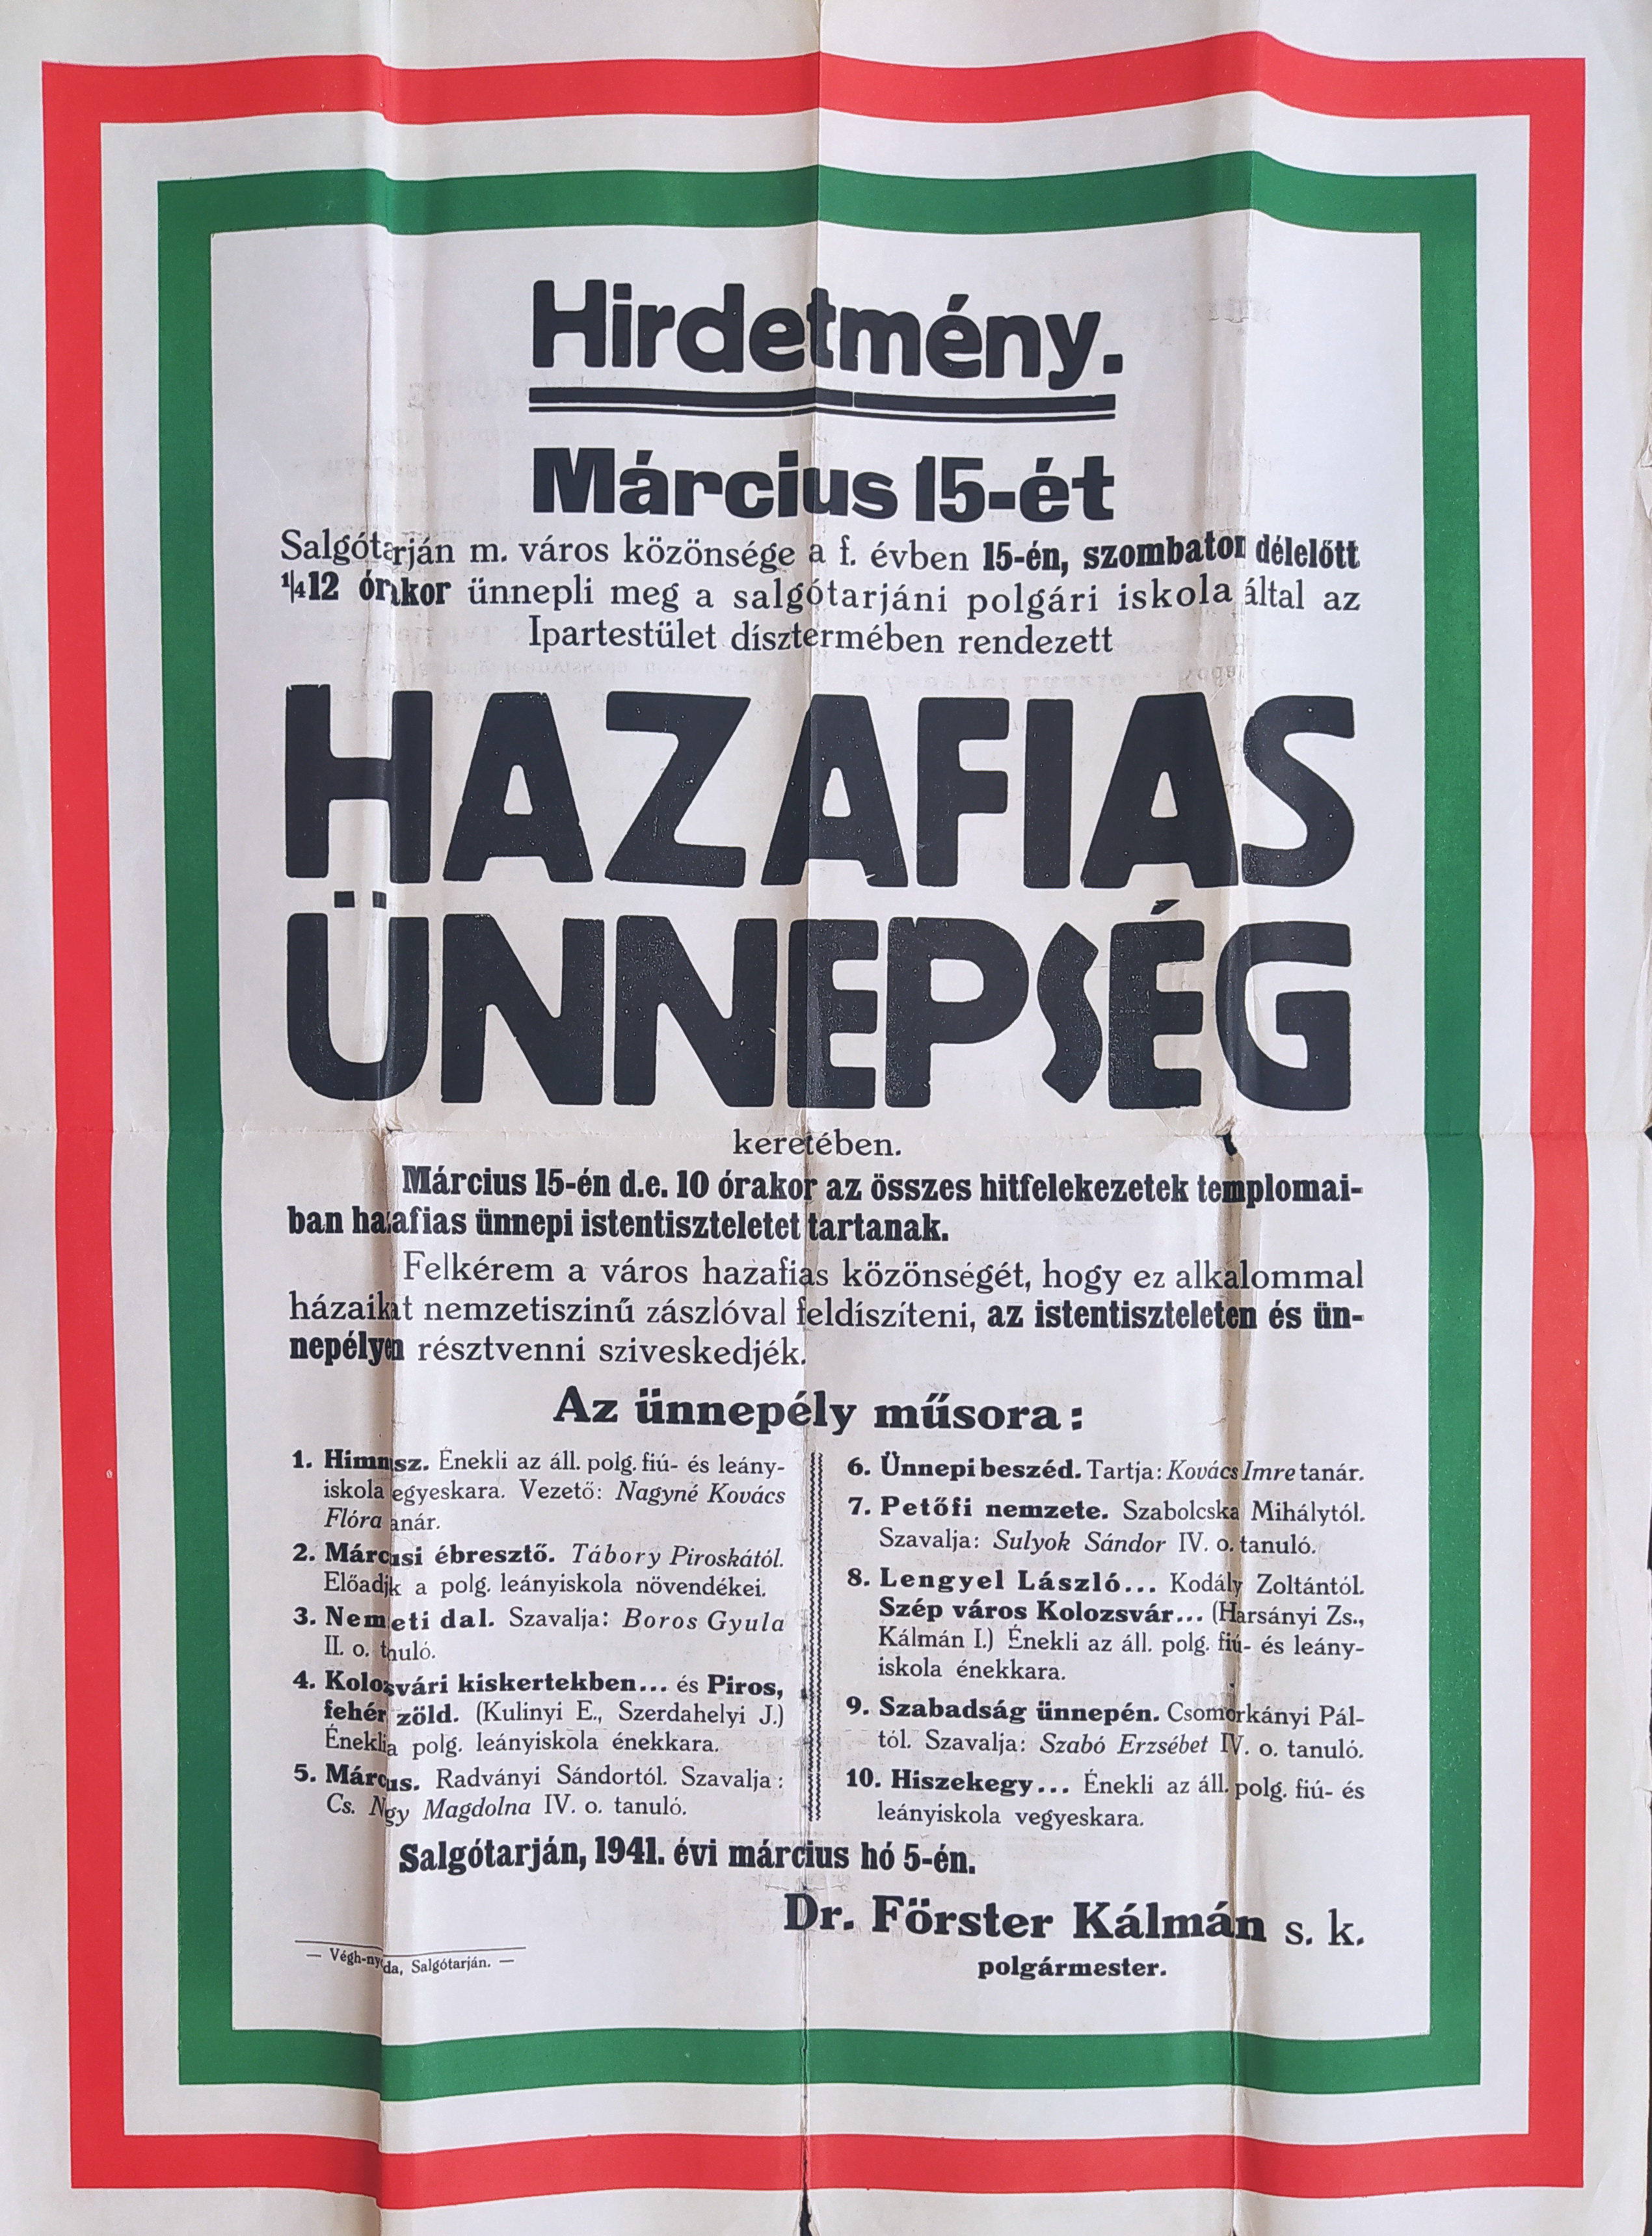 Hirdetmény.
Március 15-ét
Salgótarján m. város közönsége a f. évben 15-én, szombaton délelőtt
1/4 12 órakor ünnepli meg a salgótarjáni polgári iskola által az
Ipartestület dísztermében rendezett
HAZAFIAS
ÜNNEPSÉG
keretében.
Március 15-én d.e. 10 órakor az összes hitfelekezetek templomai-
ban hazafias ünnepi istentiszteletet tartanak.
Felkérem a város hazafias közönségét, hogy ez alkalommal
házaikat nemzetiszinű zászlóval feldíszíteni, az istentiszteleten és ün-
nepélyen résztvenni sziveskedjék.
Az ünnepély műsora:
1. Himnusz. Énekli az áll. polg. fiú- és leány-
iskola vegyeskara. Vezető: Nagyné Kovács
Flóra tanár.
2. Márciusi ébresztő. Tábory Piroskától.
Előadják a polg. leányiskola növendékei.
3. Nemzeti dal. Szavalja: Boros Gyula
II. o. tanuló.
4. Kolozsvári kiskertekben... és Piros,
fehér zöld. (Kulinyi E., Szerdahelyi J.)
Énekli a polg. leányiskola énekkara.
5. Március. Radványi Sándortól. Szavalja:
Cs. Nagy Magdolna IV. o. tanuló.
6. Ünnepi beszéd. Tartja: Kovács Imre tanár.
7. Petőfi nemzete. Szabolcska Mihálytól.
Szavalja: Sulyok Sándor IV. o. tanuló.
8. Lengyel László... Kodály Zoltántól.
Szép város Kolozsvár... (Harsányi Zs.,
Kálmán I.) Énekli az áll. polg. fiú- és leány-
iskola énekkara.
9. Szabadság ünnepén. Csomorkányi Pál-
tól. Szavalja: Szabó Erzsébet IV. o. tanuló.
10. Hiszekegy... Énekli az áll. polg. fiú- és
leányiskola vegyeskara.
Salgótarján, 1941. évi március hó 5-én.
Dr. Förster Kálmán s. k.
polgármester.
— Végh-nyomda, Salgótarján. —